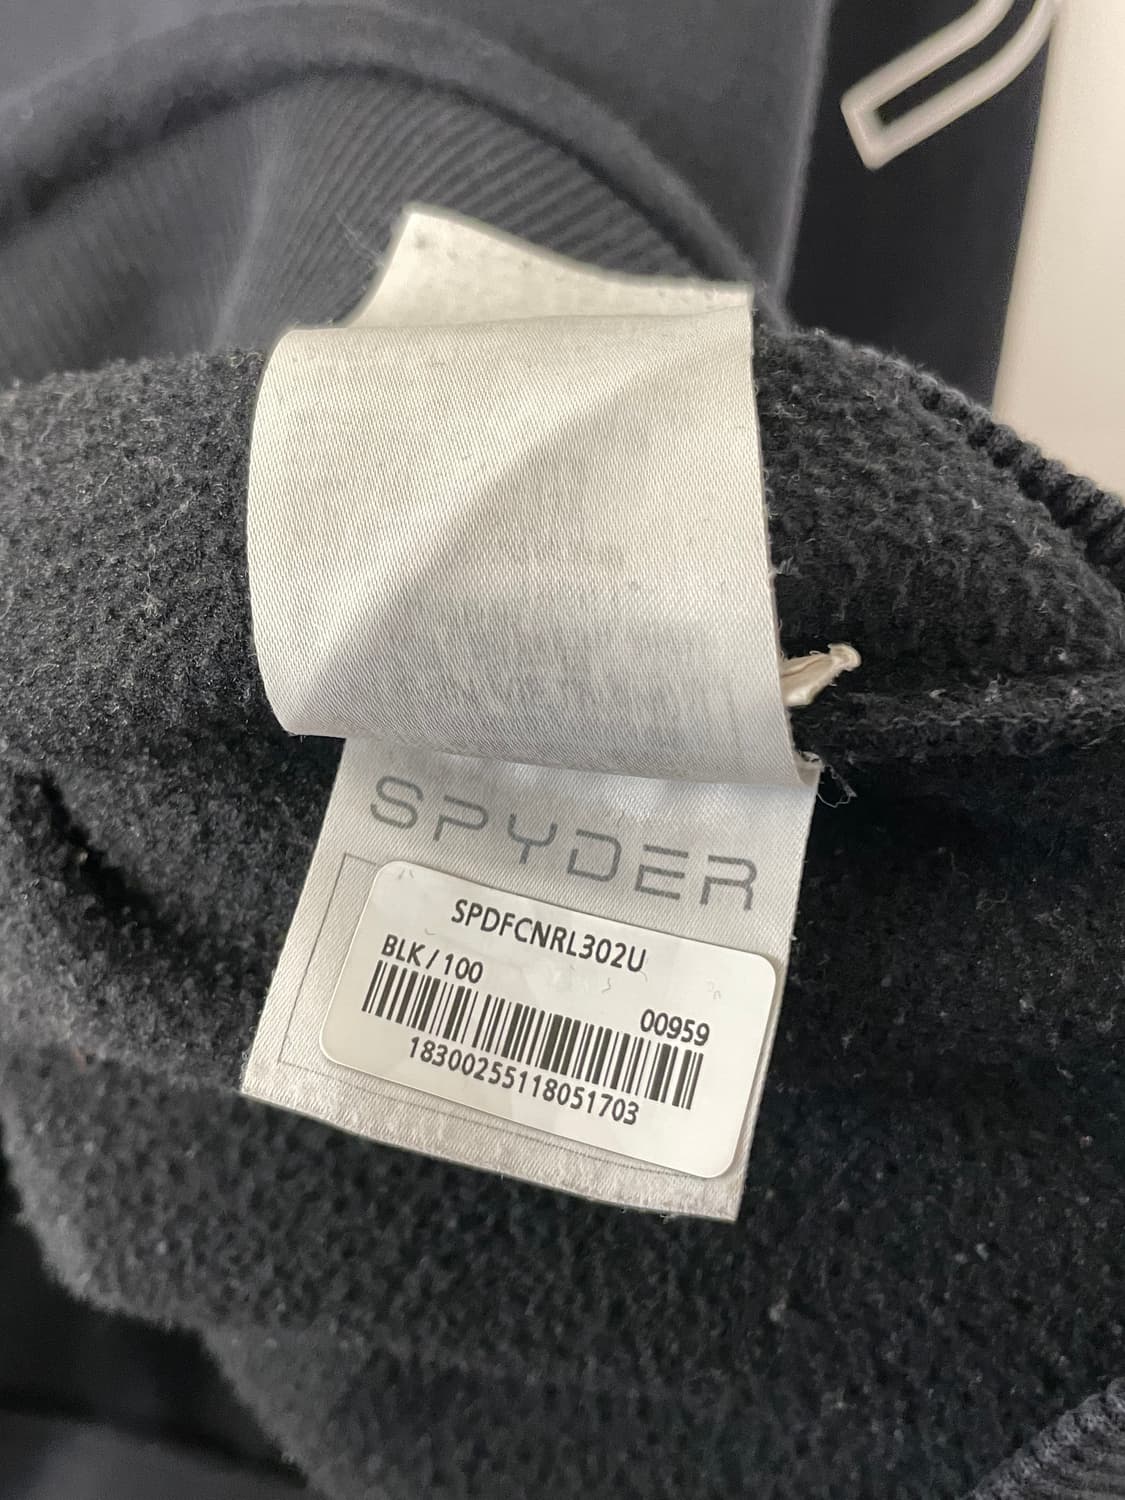 SPYDER
SPDFCNRL302U
BLK / 100
00959
18300255118051703